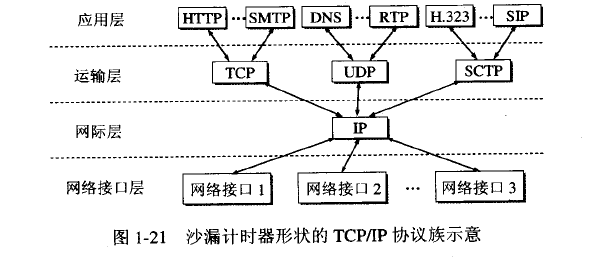 应用层 HTTP ··· SMTP DNS ··· RTP H.323 ··· SIP
运输层 TCP UDP SCTP
网际层 IP
网络接口层 网络接口 1 网络接口 2 ··· 网络接口 3
图 1-21 沙漏计时器形状的 TCP/IP 协议族示意